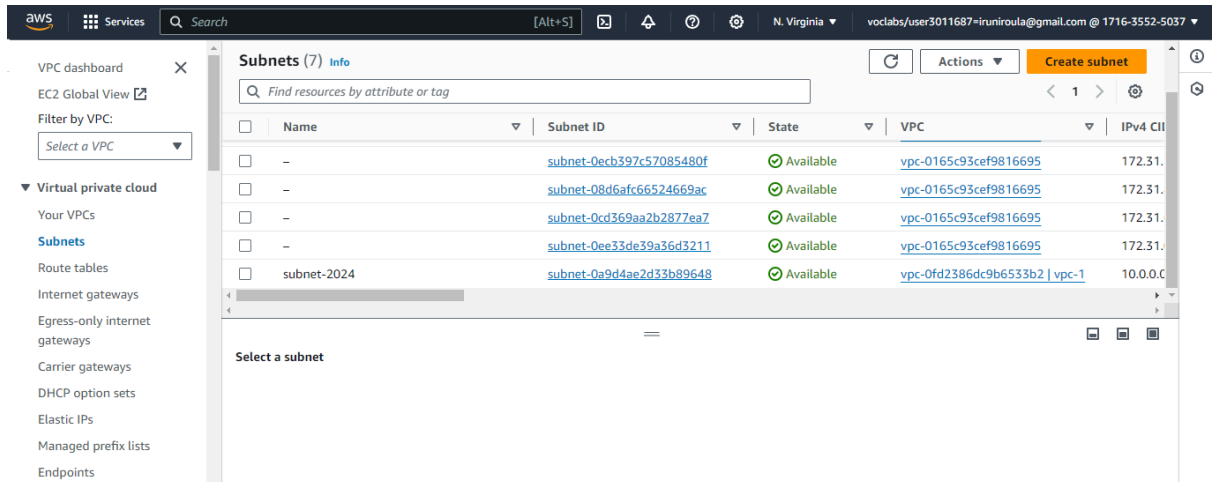 aws Services Search [Alt+S] N. Virginia voclabs/user3011687=iruniroula@gmail.com @ 1716-3552-5037
VPC dashboard
EC2 Global View
Filter by VPC:
Select a VPC
Virtual private cloud
Your VPCs
Subnets
Route tables
Internet gateways
Egress-only internet
gateways
Carrier gateways
DHCP option sets
Elastic IPs
Managed prefix lists
Endpoints
Subnets (7) Info Actions Create subnet
Find resources by attribute or tag 1
Name Subnet ID State VPC IPv4 CII
– subnet-0ecb397c57085480f Available vpc-0165c93cef9816695 172.31.
– subnet-08d6afc66524669ac Available vpc-0165c93cef9816695 172.31.
– subnet-0cd369aa2b2877ea7 Available vpc-0165c93cef9816695 172.31.
– subnet-0ee33de39a36d3211 Available vpc-0165c93cef9816695 172.31.
subnet-2024 subnet-0a9d4ae2d33b89648 Available vpc-0fd2386dc9b6533b2 | vpc-1 10.0.0.0
Select a subnet